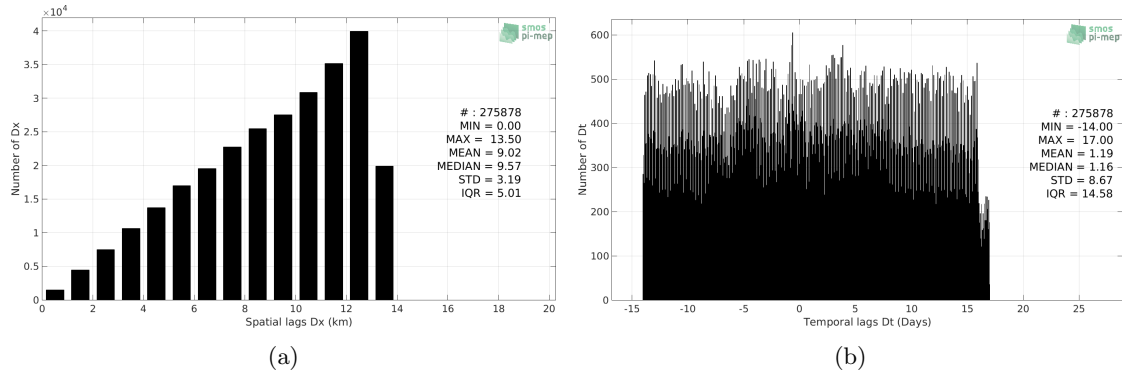 ×10⁴
4
3.5
3
2.5
2
1.5
1
0.5
0
Number of Dx
0 2 4 6 8 10 12 14 16 18 20
Spatial lags Dx (km)
smos
pi-mep
# : 275878
MIN = 0.00
MAX = 13.50
MEAN = 9.02
MEDIAN = 9.57
STD = 3.19
IQR = 5.01
(a)
600
500
400
300
200
100
0
Number of Dt
-15 -10 -5 0 5 10 15 20 25
Temporal lags Dt (Days)
smos
pi-mep
# : 275878
MIN = -14.00
MAX = 17.00
MEAN = 1.19
MEDIAN = 1.16
STD = 8.67
IQR = 14.58
(b)